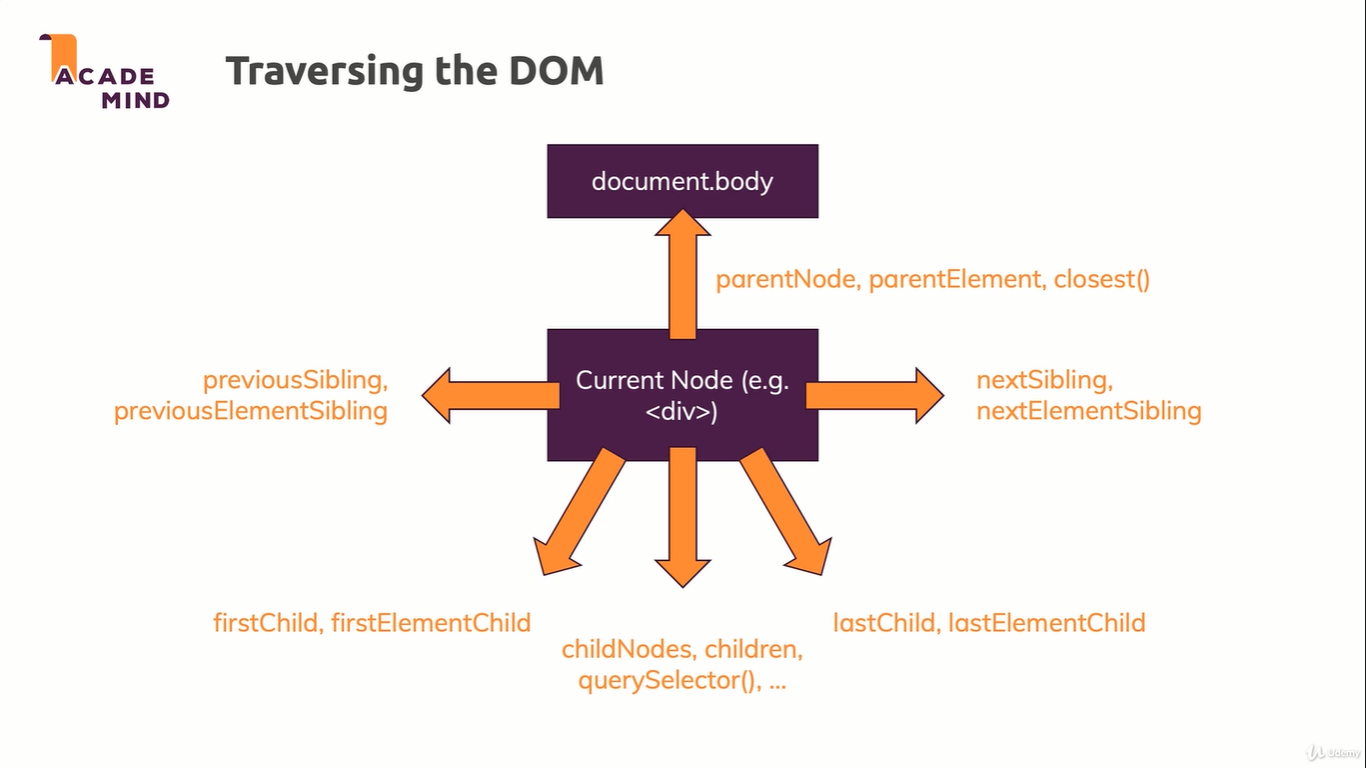 ACADE
MIND
Traversing the DOM
document.body
parentNode, parentElement, closest()
previousSibling,
previousElementSibling
Current Node (e.g.
<div>)
nextSibling,
nextElementSibling
firstChild, firstElementChild
childNodes, children,
querySelector(), ...
lastChild, lastElementChild
Udemy